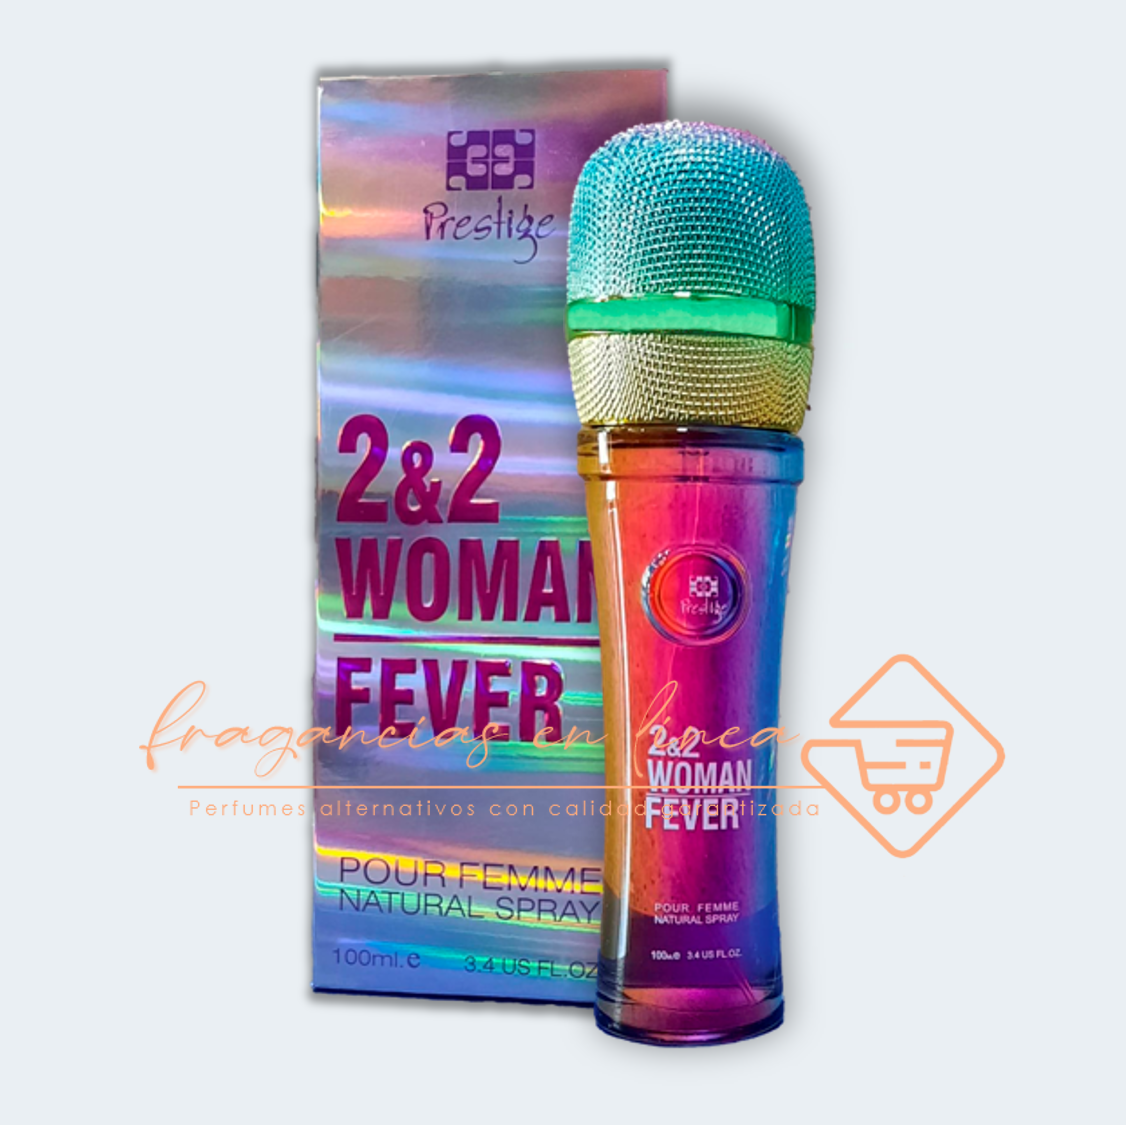 Prestige
2&2
WOMAN
FEVER
POUR FEMME
NATURAL SPRAY
100ml.e
3.4 US FL.OZ
Prestige
2&2
WOMAN
FEVER
POUR FEMME
NATURAL SPRAY
100ml.e 3.4 US FL.OZ.
fragancias en línea
Perfumes alternativos con calidad garantizada